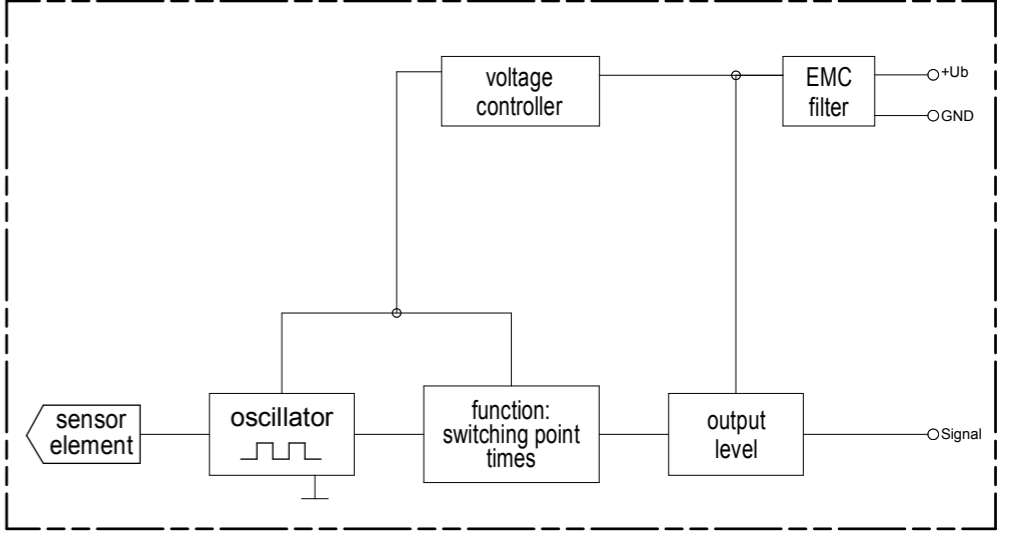 voltage
controller
EMC
filter
+Ub
GND
sensor
element
oscillator
function:
switching point
times
output
level
Signal